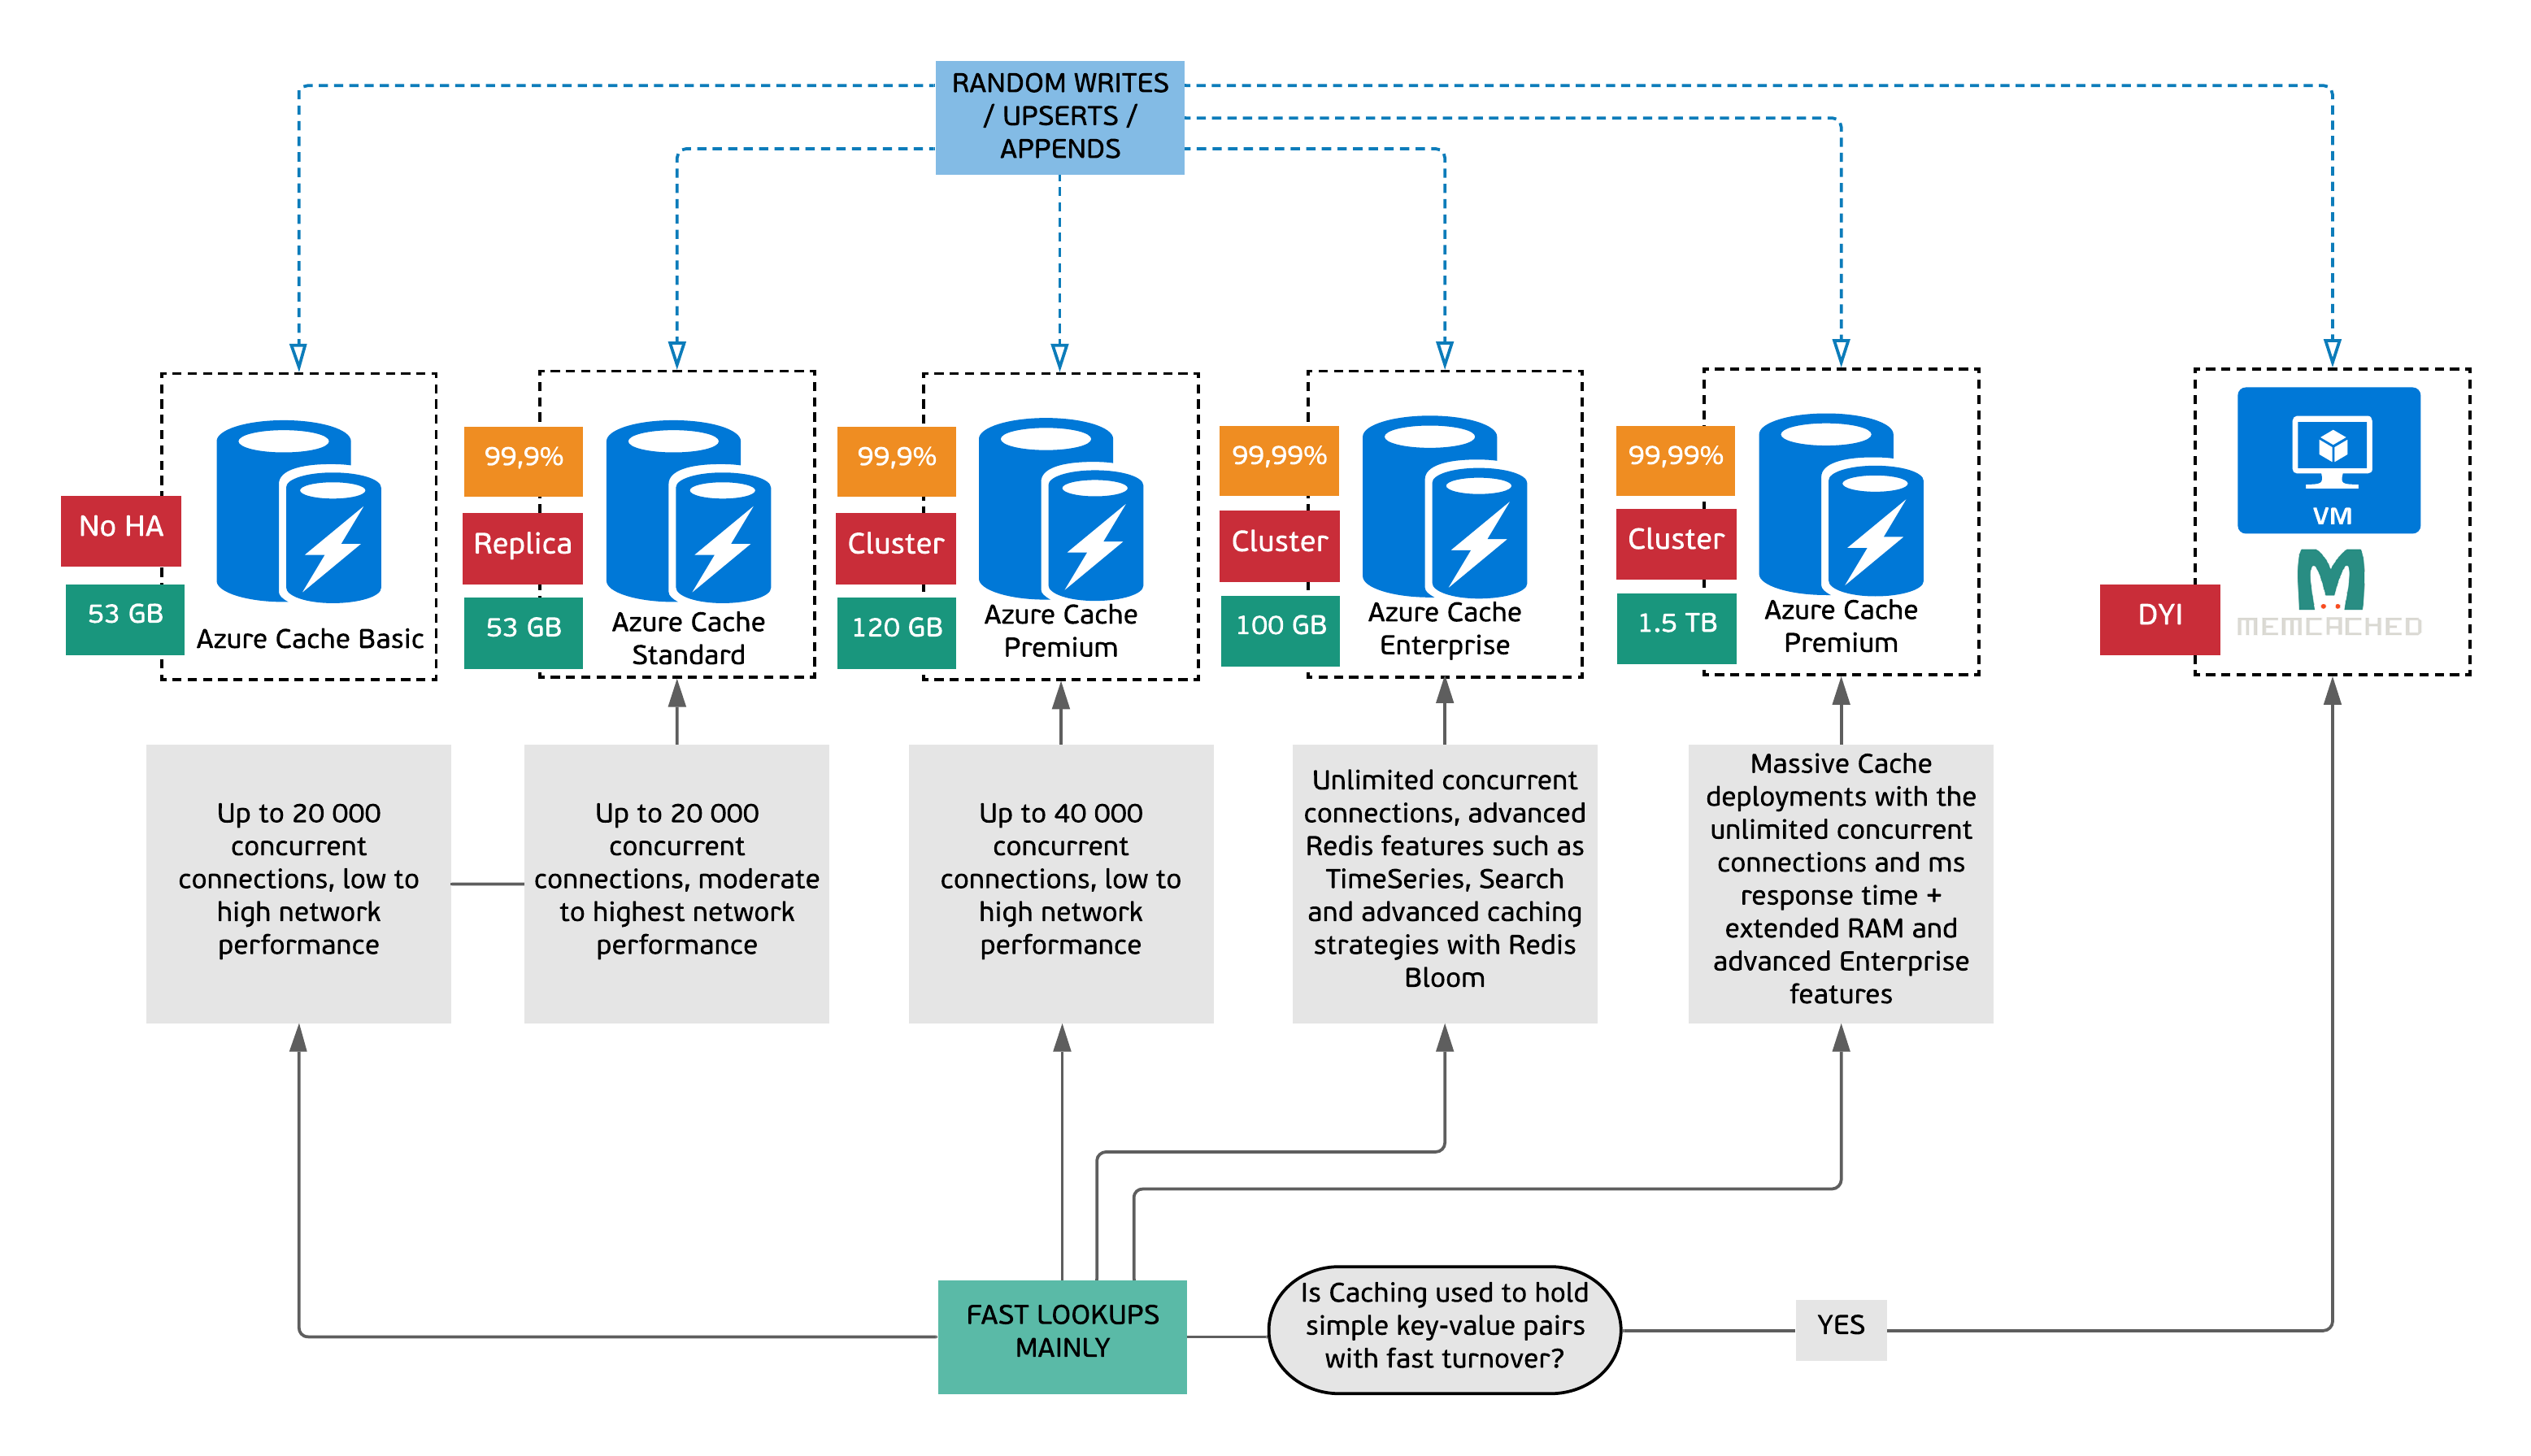 RANDOM WRITES
/ UPSERTS /
APPENDS
No HA
53 GB
Azure Cache Basic
99,9%
Replica
53 GB
Azure Cache
Standard
99,9%
Cluster
120 GB
Azure Cache
Premium
99,99%
Cluster
100 GB
Azure Cache
Enterprise
99,99%
Cluster
1.5 TB
Azure Cache
Premium
VM
DYI
MEMCACHED
Up to 20 000
concurrent
connections, low to
high network
performance
Up to 20 000
concurrent
connections, moderate
to highest network
performance
Up to 40 000
concurrent
connections, low to
high network
performance
Unlimited concurrent
connections, advanced
Redis features such as
TimeSeries, Search
and advanced caching
strategies with Redis
Bloom
Massive Cache
deployments with the
unlimited concurrent
connections and ms
response time +
extended RAM and
advanced Enterprise
features
FAST LOOKUPS
MAINLY
Is Caching used to hold
simple key-value pairs
with fast turnover?
YES